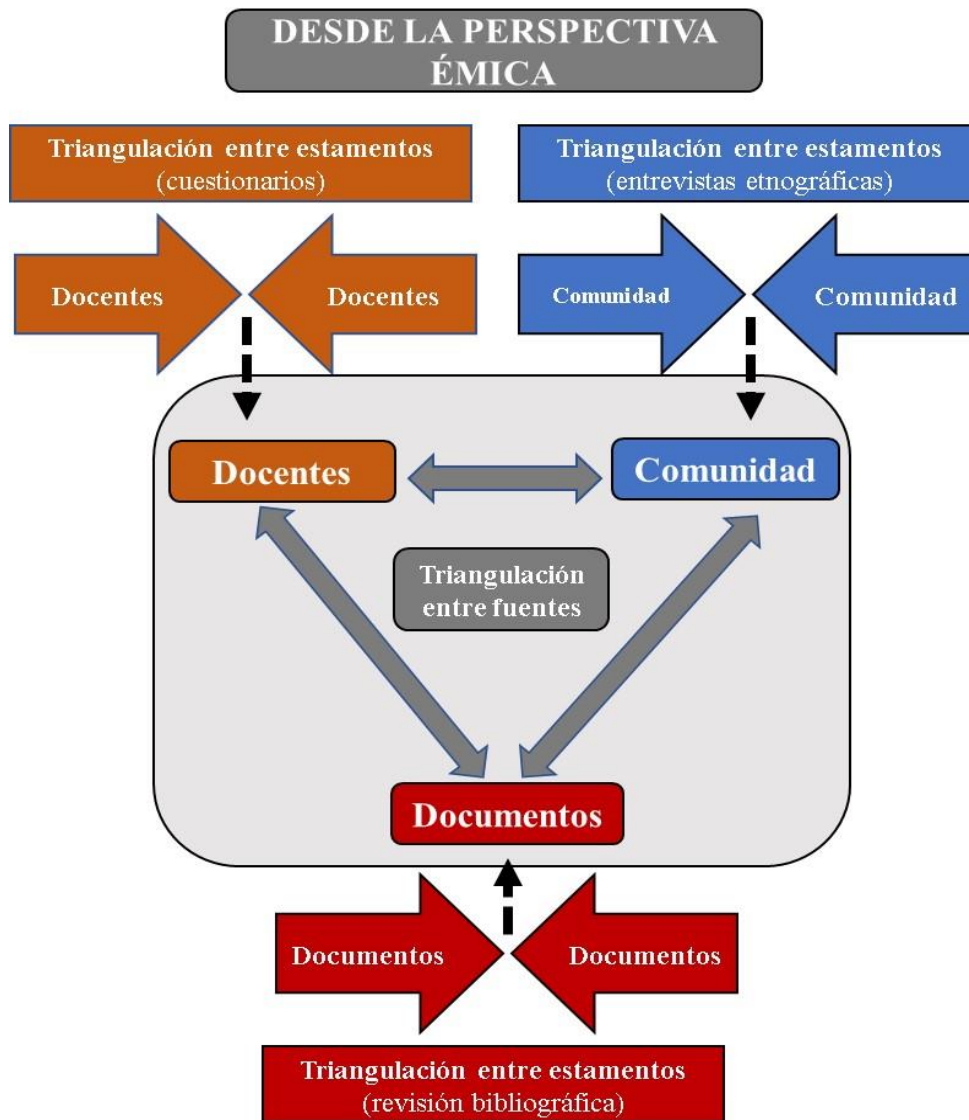 DESDE LA PERSPECTIVA
ÉMICA
Triangulación entre estamentos
(cuestionarios)
Triangulación entre estamentos
(entrevistas etnográficas)
Docentes
Docentes
Comunidad
Comunidad
Docentes
Comunidad
Triangulación
entre fuentes
Documentos
Documentos
Documentos
Triangulación entre estamentos
(revisión bibliográfica)